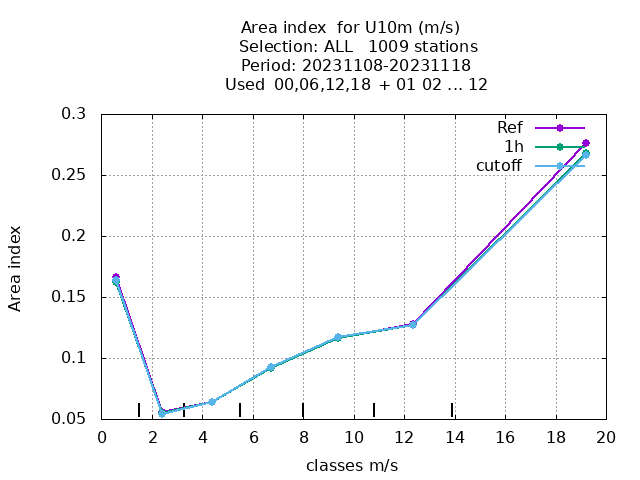 Area index  for U10m (m/s)
Selection: ALL   1009 stations
Period: 20231108-20231118
Used  00,06,12,18  + 01 02 ... 12
Ref
1h
cutoff
0.3
0.25
0.2
0.15
0.1
0.05
Area index
0 2 4 6 8 10 12 14 16 18 20
classes m/s